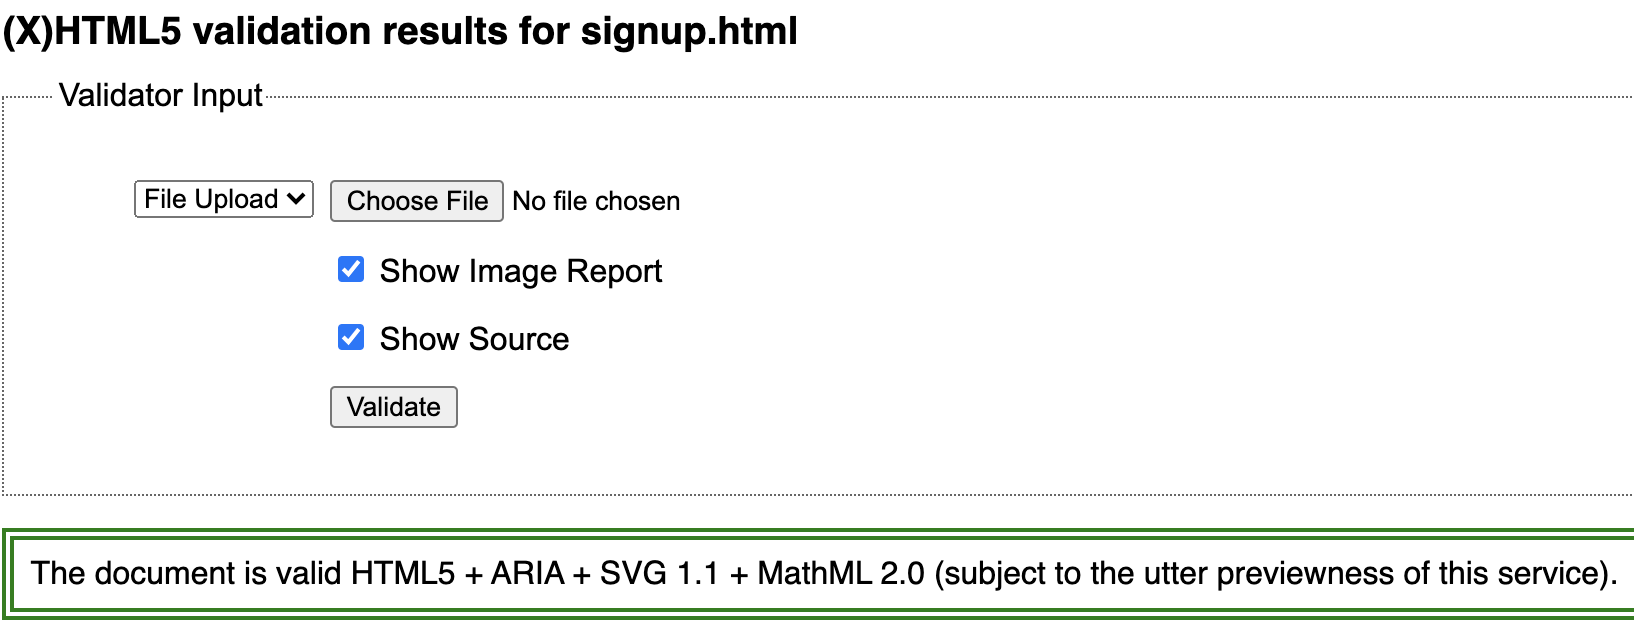 (X)HTML5 validation results for signup.html
Validator Input
File Upload Choose File No file chosen
Show Image Report
Show Source
Validate
The document is valid HTML5 + ARIA + SVG 1.1 + MathML 2.0 (subject to the utter previewness of this service).